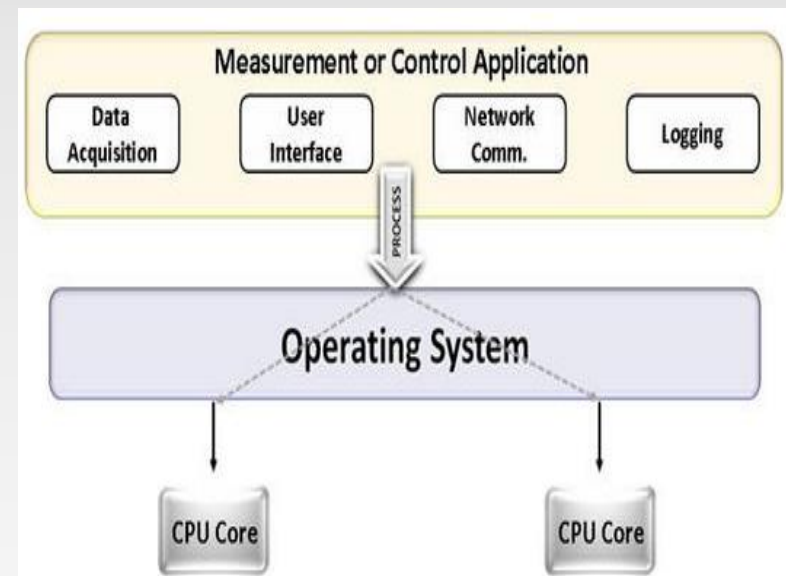 Measurement or Control Application
Data
Acquisition
User
Interface
Network
Comm.
Logging
PROCESS
Operating System
CPU Core
CPU Core